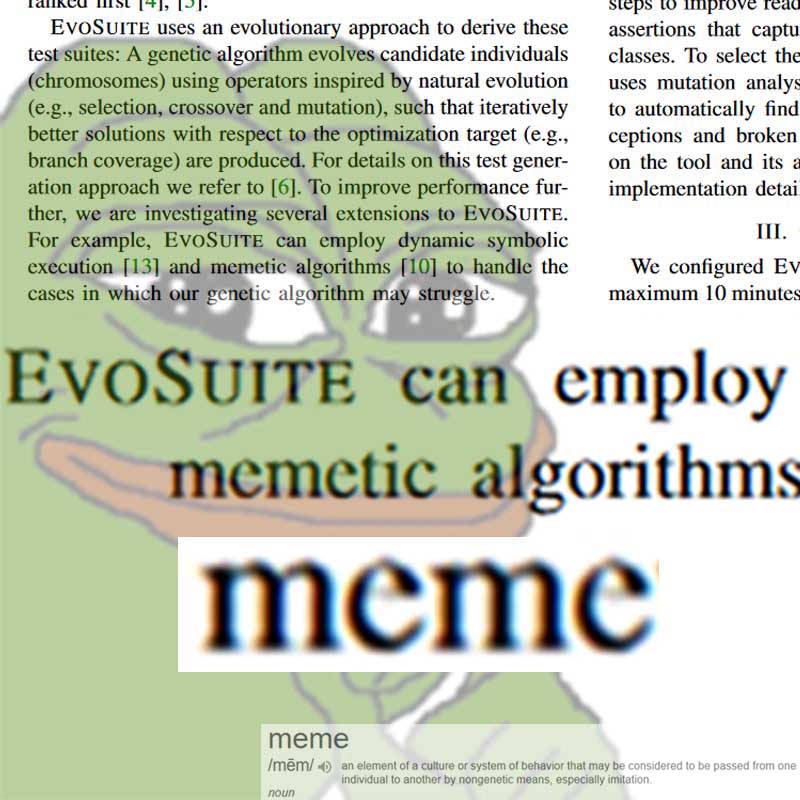 ranked first [4], [5].
EVOSUITE uses an evolutionary approach to derive these
test suites: A genetic algorithm evolves candidate individuals
(chromosomes) using operators inspired by natural evolution
(e.g., selection, crossover and mutation), such that iteratively
better solutions with respect to the optimization target (e.g.,
branch coverage) are produced. For details on this test gener-
ation approach we refer to [6]. To improve performance fur-
ther, we are investigating several extensions to EVOSUITE.
For example, EVOSUITE can employ dynamic symbolic
execution [13] and memetic algorithms [10] to handle the
cases in which our genetic algorithm may struggle.
steps to improve read
assertions that captu
classes. To select the
uses mutation analys
to automatically find
ceptions and broken
on the tool and its a
implementation detai
III.
We configured EV
maximum 10 minutes
EVOSUITE can employ
memetic algorithms
meme
meme
/mēm/ an element of a culture or system of behavior that may be considered to be passed from one
individual to another by nongenetic means, especially imitation.
noun